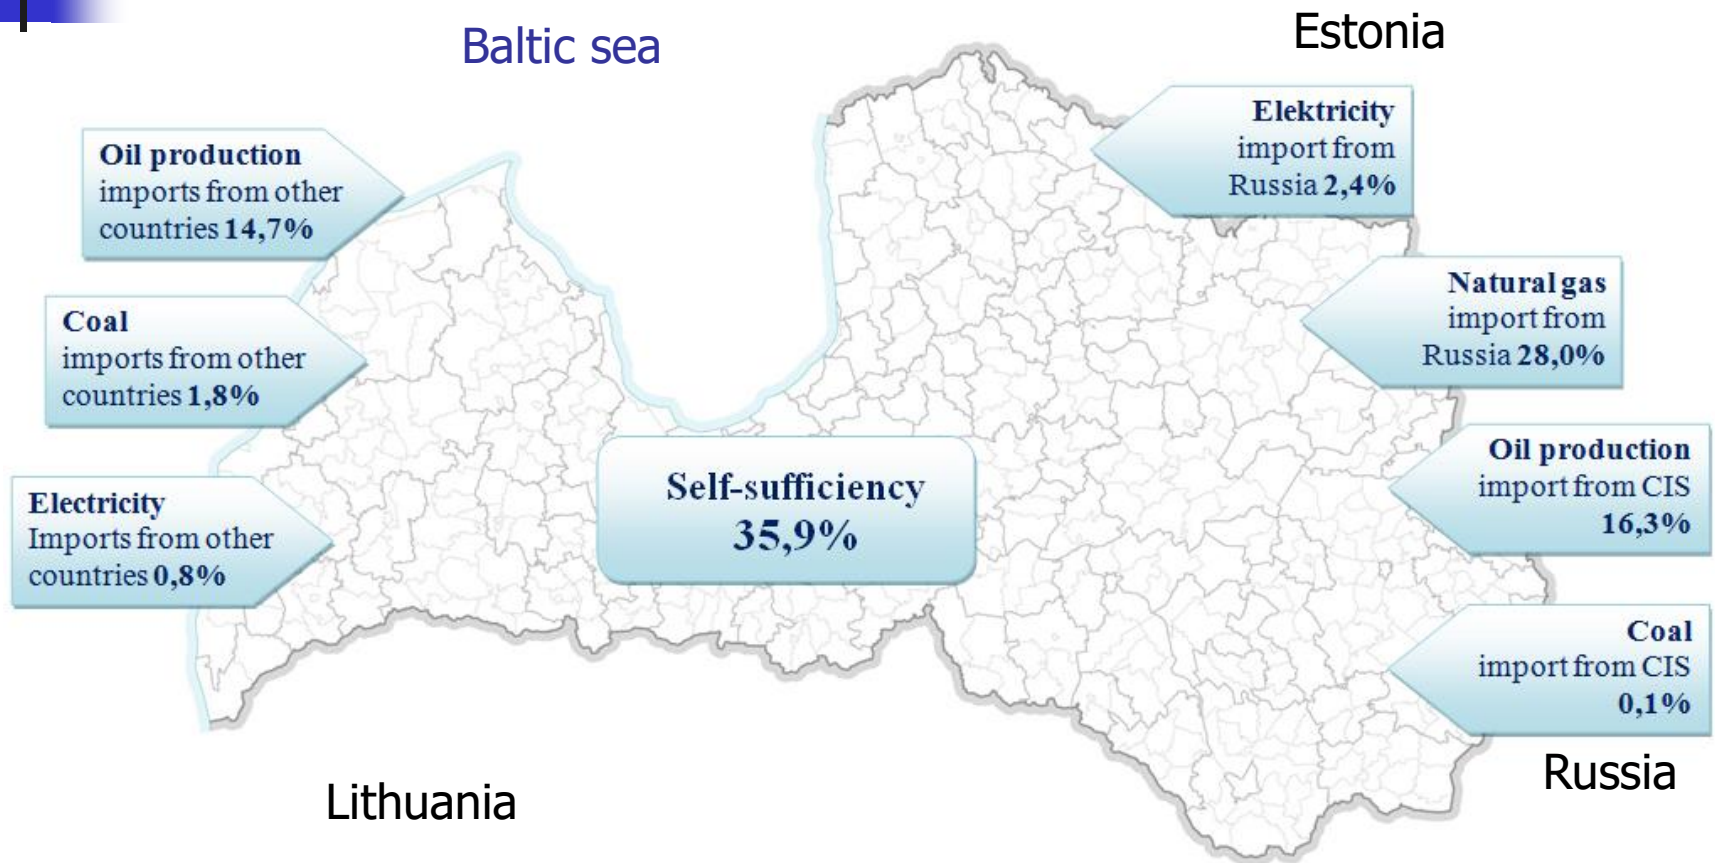 Baltic sea
Estonia
Oil production
imports from other
countries 14,7%
Coal
imports from other
countries 1,8%
Electricity
Imports from other
countries 0,8%
Self-sufficiency
35,9%
Elektricity
import from
Russia 2,4%
Natural gas
import from
Russia 28,0%
Oil production
import from CIS
16,3%
Coal
import from CIS
0,1%
Lithuania
Russia